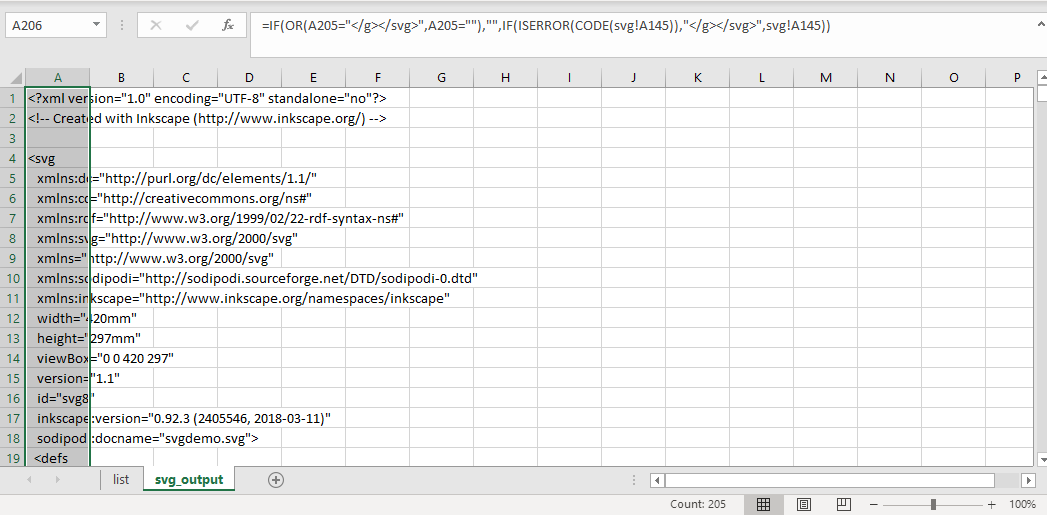 A206
fx
=IF(OR(A205="</g></svg>",A205=""),"",IF(ISERROR(CODE(svg!A145)),"</g></svg>",svg!A145))
A B C D E F G H I J K L M N O P
1 <?xml version="1.0" encoding="UTF-8" standalone="no"?>
2 <!-- Created with Inkscape (http://www.inkscape.org/) -->
3
4 <svg
5 xmlns:dc="http://purl.org/dc/elements/1.1/"
6 xmlns:cc="http://creativecommons.org/ns#"
7 xmlns:rdf="http://www.w3.org/1999/02/22-rdf-syntax-ns#"
8 xmlns:svg="http://www.w3.org/2000/svg"
9 xmlns="http://www.w3.org/2000/svg"
10 xmlns:sodipodi="http://sodipodi.sourceforge.net/DTD/sodipodi-0.dtd"
11 xmlns:inkscape="http://www.inkscape.org/namespaces/inkscape"
12 width="420mm"
13 height="297mm"
14 viewBox="0 0 420 297"
15 version="1.1"
16 id="svg8"
17 inkscape:version="0.92.3 (2405546, 2018-03-11)"
18 sodipodi:docname="svgdemo.svg">
19 <defs
list svg_output
Count: 205 100%